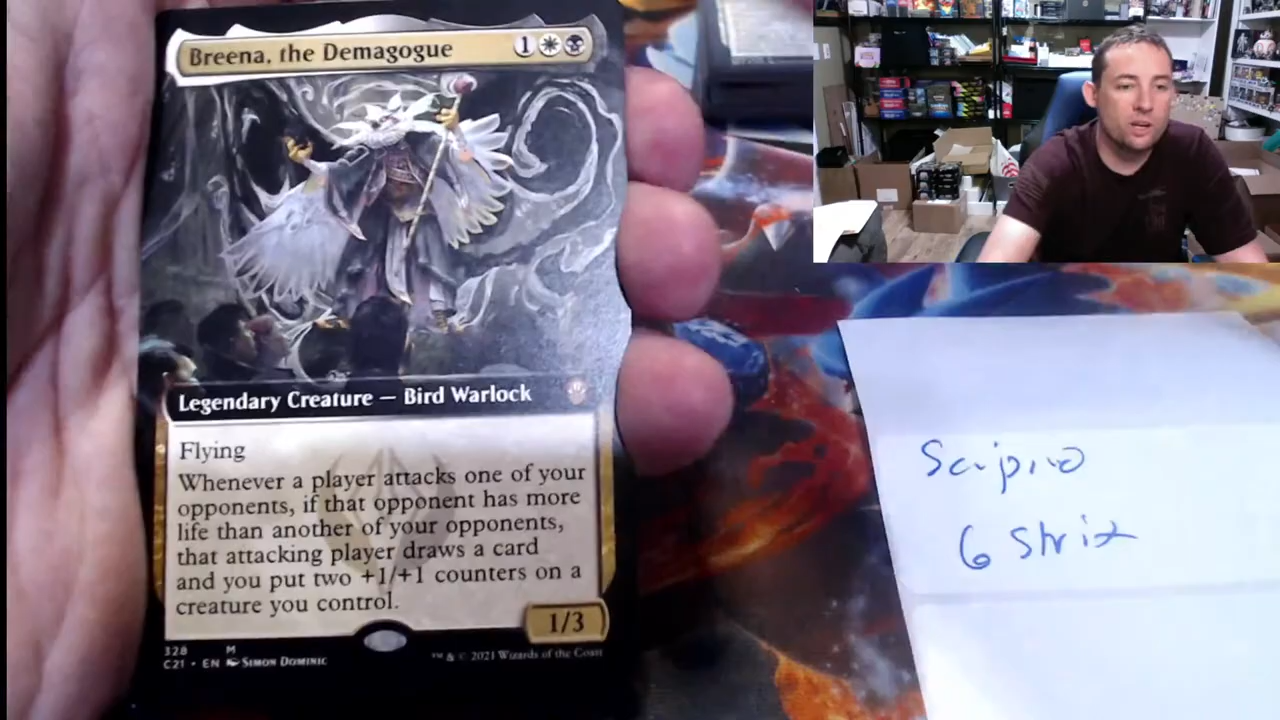 Breena, the Demagogue 1
Legendary Creature — Bird Warlock
Flying
Whenever a player attacks one of your
opponents, if that opponent has more
life than another of your opponents,
that attacking player draws a card
and you put two +1/+1 counters on a
creature you control.
1/3
328 M
C21 • EN SIMON DOMINIC
™ & © 2021 Wizards of the Coast
Scipio
6 Strix